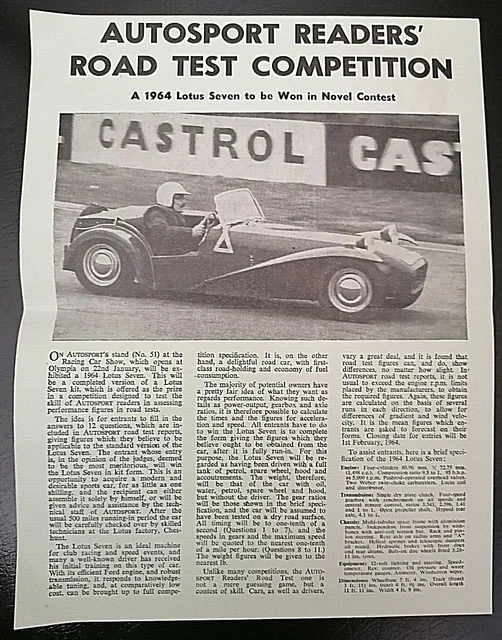 AUTOSPORT READERS'
ROAD TEST COMPETITION
A 1964 Lotus Seven to be Won in Novel Contest
CASTROL
CAS
ON AUTOSPORT'S stand (No. 51) at the
Racing Car Show, which opens at
Olympia on 22nd January, will be ex-
hibited a 1964 Lotus Seven. This will
be a completed version of a Lotus
Seven kit, which is offered as the prize
in a competition designed to test the
skill of AUTOSPORT readers in assessing
performance figures in road tests.
The idea is for entrants to fill in the
answers to 12 questions, which are in-
cluded in AUTOSPORT road test reports,
giving figures which they believe to be
applicable to the standard version of the
Lotus Seven. The entrant whose entry
is, in the opinion of the judges, deemed
to be the most meritorious, will win the
Lotus Seven in kit form. This is an
opportunity to acquire a modern and
desirable sports car, for as little as one
shilling, and the recipient can either
assemble it solely by himself, or will be
given advice and assistance by the tech-
nical staff of AUTOSPORT. After the
usual 500 miles running-in period the car
will be carefully checked over by skilled
technicians at the Lotus factory, Ches-
hunt.
The Lotus Seven is an ideal machine
for club racing and speed events, and
many a well-known driver has received
his initial training on this type of car.
With its efficient Ford engine, and robust
transmission, it responds to knowledge-
able tuning, and, at comparatively low
cost, can be brought up to full compe-
tition specification. It is, on the other
hand, a delightful road car, with first-
class road-holding and economy of fuel
consumption.
The majority of potential owners have
a pretty fair idea of what they want as
regards performance. Knowing such de-
tails as power-output, gearbox and axle
ratios, it is therefore possible to calculate
the times and the figures for accelera-
tion and speed. All entrants have to do
to win the Lotus Seven is to complete
the form giving the figures which they
believe ought to be obtained from the
car, after it is fully run-in. For this
purpose, the Lotus Seven will be re-
garded as having been driven with a full
tank of petrol, spare wheel, hood and
accoutrements. The weight, therefore,
will be that of the car with oil,
water, petrol, spare wheel and hood,
but without the driver. The gear ratios
will be those shown in the brief speci-
fication, and the car will be assumed to
have been tested on a dry road surface.
All timing will be to one-tenth of a
second (Questions 1 to 7), and the
speeds in gears and the maximum speed
will be quoted to the nearest one-tenth
of a mile per hour. (Questions 8 to 11.)
The weight figures will be given to the
nearest lb.
Unlike many competitions, the AUTO-
SPORT Readers' Road Test one is not
a mere guessing game, but a
contest of skill. Cars, as well as drivers,
vary a great deal, and it is found that
road test figures can, and do, show
differences, no matter how slight. In
AUTOSPORT road test reports, it is not
usual to exceed the engine r.p.m. limits
placed by the manufacturers, to obtain
the required figures. Again, these figures
are calculated on the basis of several
runs in each direction, to allow for
differences of gradient and wind velo-
city. It is the mean figures which en-
trants are asked to forecast on their
forms. Closing date for entries will be
1st February, 1964.
To assist entrants, here is a brief speci-
fication of the 1964 Lotus Seven:
Engine: Four-cylinders 80.96 mm. X 72.75 mm.